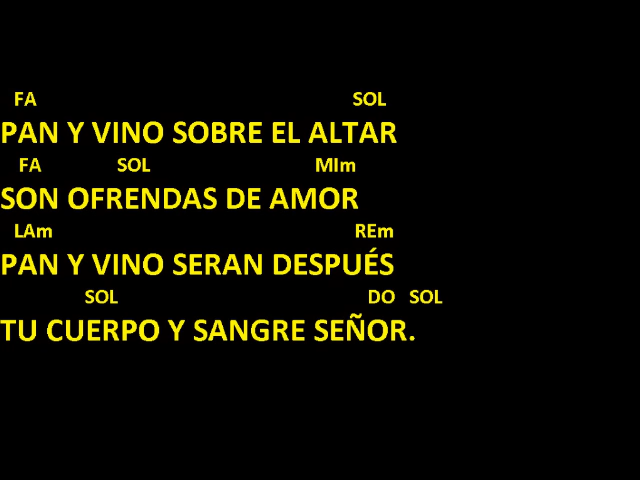 FA SOL
PAN Y VINO SOBRE EL ALTAR
FA SOL MIm
SON OFRENDAS DE AMOR
LAm REm
PAN Y VINO SERAN DESPUÉS
SOL DO SOL
TU CUERPO Y SANGRE SEÑOR.